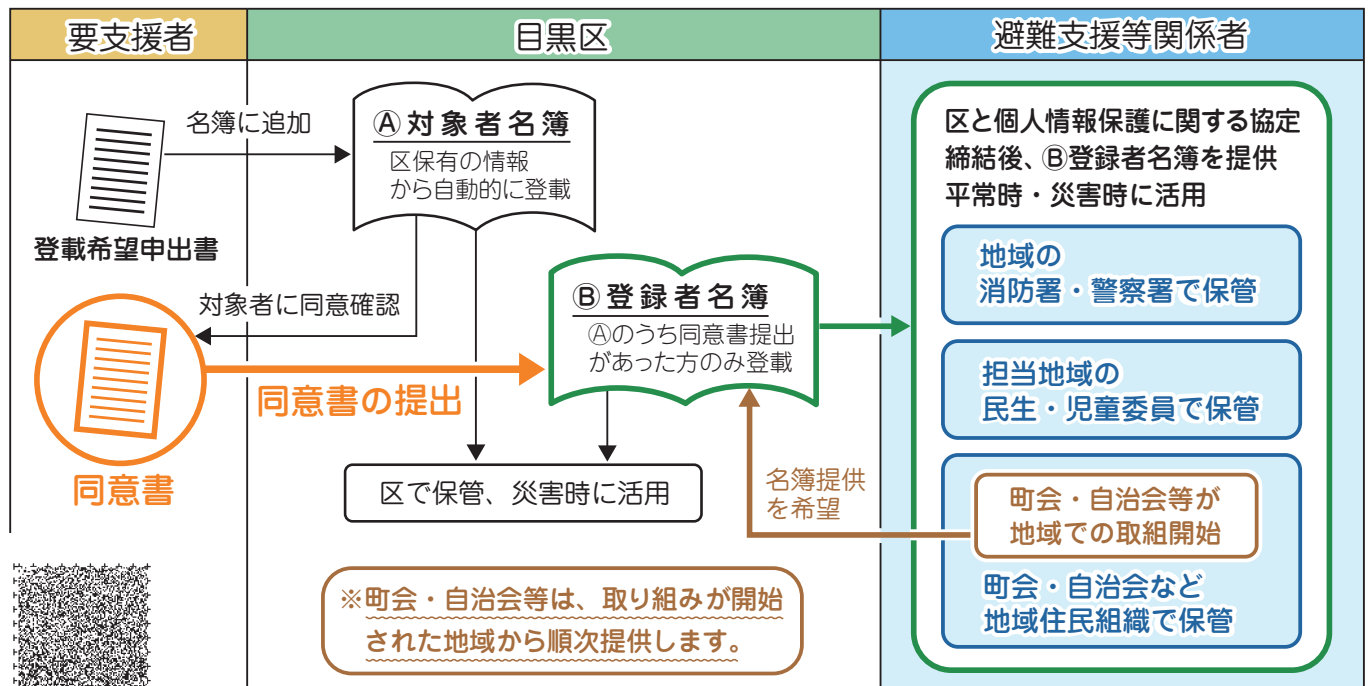 要支援者
目黒区
避難支援等関係者
名簿に追加
登載希望申出書
Ⓐ対象者名簿
区保有の情報
から自動的に登載
対象者に同意確認
同意書の提出
同意書
Ⓑ登録者名簿
Ⓐのうち同意書提出
があった方のみ登載
区で保管、災害時に活用
名簿提供
を希望
※町会・自治会等は、取り組みが開始
された地域から順次提供します。
区と個人情報保護に関する協定
締結後、Ⓑ登録者名簿を提供
平常時・災害時に活用
地域の
消防署・警察署で保管
担当地域の
民生・児童委員で保管
町会・自治会等が
地域での取組開始
町会・自治会など
地域住民組織で保管